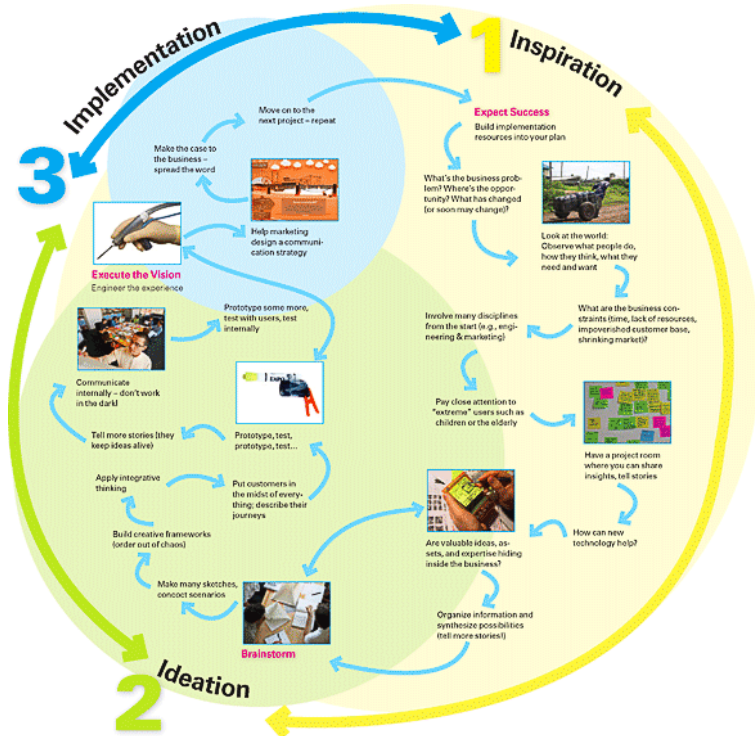 1
Inspiration
Expect Success
Build implementation
resources into your plan
What's the business prob-
lem? Where's the oppor-
tunity? What has changed
(or soon may change)?
Look at the world:
Observe what people do,
how they think, what they
need and want
What are the business con-
straints (time, lack of resources,
impoverished customer base,
shrinking market)?
Involve many disciplines
from the start (e.g., engi-
neering & marketing)
Pay close attention to
"extreme" users such as
children or the elderly
Have a project room
where you can share
insights, tell stories
How can new
technology help?
Are valuable ideas, as-
sets, and expertise hiding
inside the business?
Organize information and
synthesize possibilities
(tell more stories!)
2
Ideation
Brainstorm
Make many sketches,
concoct scenarios
Build creative frameworks
(order out of chaos)
Apply integrative
thinking
Put customers in
the midst of every-
thing; describe their
journeys
Prototype, test,
prototype, test...
Tell more stories (they
keep ideas alive)
Communicate
internally – don't work
in the dark!
Prototype some more,
test with users, test
internally
3
Implementation
Execute the Vision
Engineer the experience
Help marketing
design a communi-
cation strategy
Make the case to
the business –
spread the word
Move on to the
next project – repeat